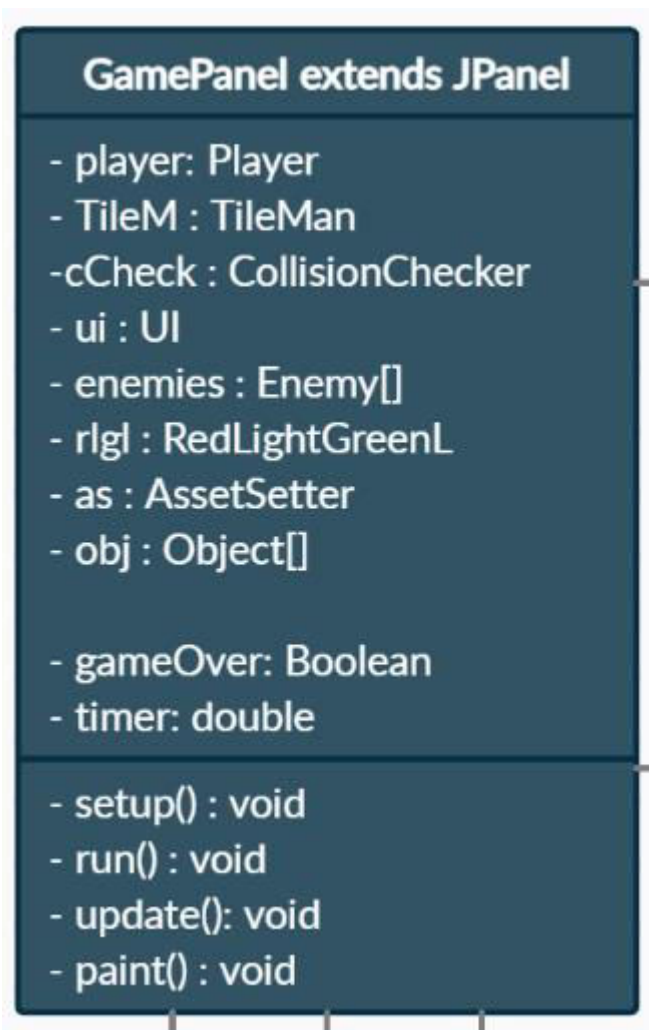 GamePanel extends JPanel
- player: Player
- TileM : TileMan
-cCheck : CollisionChecker
- ui : UI
- enemies : Enemy[]
- rlgl : RedLightGreenL
- as : AssetSetter
- obj : Object[]
- gameOver: Boolean
- timer: double
- setup() : void
- run() : void
- update(): void
- paint() : void